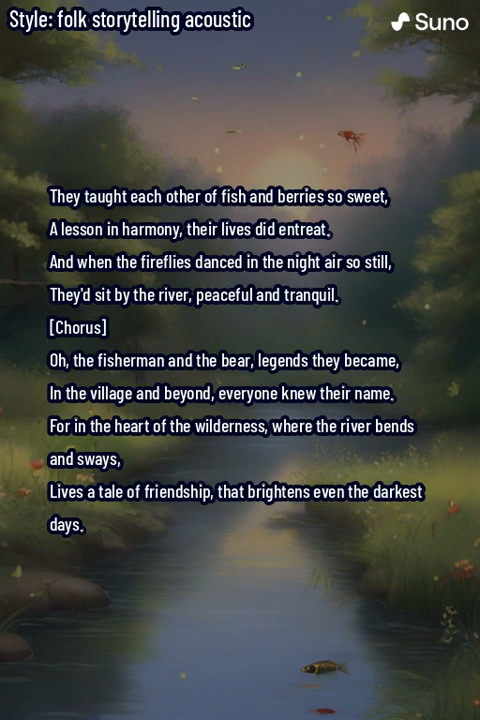 Style: folk storytelling acoustic
Suno
They taught each other of fish and berries so sweet,
A lesson in harmony, their lives did entreat.
And when the fireflies danced in the night air so still,
They'd sit by the river, peaceful and tranquil.
[Chorus]
Oh, the fisherman and the bear, legends they became,
In the village and beyond, everyone knew their name.
For in the heart of the wilderness, where the river bends
and sways,
Lives a tale of friendship, that brightens even the darkest
days.